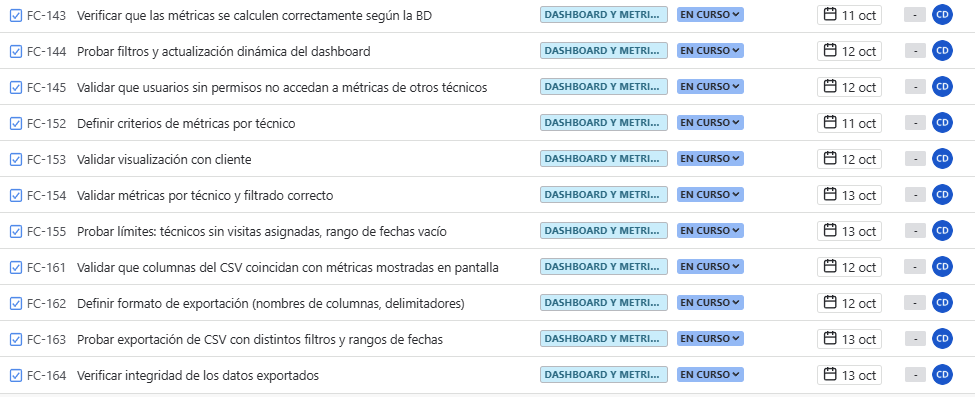 FC-143 Verificar que las métricas se calculen correctamente según la BD DASHBOARD Y METRI... EN CURSO 11 oct - CD
FC-144 Probar filtros y actualización dinámica del dashboard DASHBOARD Y METRI... EN CURSO 12 oct - CD
FC-145 Validar que usuarios sin permisos no accedan a métricas de otros técnicos DASHBOARD Y METRI... EN CURSO 12 oct - CD
FC-152 Definir criterios de métricas por técnico DASHBOARD Y METRI... EN CURSO 11 oct - CD
FC-153 Validar visualización con cliente DASHBOARD Y METRI... EN CURSO 12 oct - CD
FC-154 Validar métricas por técnico y filtrado correcto DASHBOARD Y METRI... EN CURSO 13 oct - CD
FC-155 Probar límites: técnicos sin visitas asignadas, rango de fechas vacío DASHBOARD Y METRI... EN CURSO 13 oct - CD
FC-161 Validar que columnas del CSV coincidan con métricas mostradas en pantalla DASHBOARD Y METRI... EN CURSO 12 oct - CD
FC-162 Definir formato de exportación (nombres de columnas, delimitadores) DASHBOARD Y METRI... EN CURSO 12 oct - CD
FC-163 Probar exportación de CSV con distintos filtros y rangos de fechas DASHBOARD Y METRI... EN CURSO 13 oct - CD
FC-164 Verificar integridad de los datos exportados DASHBOARD Y METRI... EN CURSO 13 oct - CD